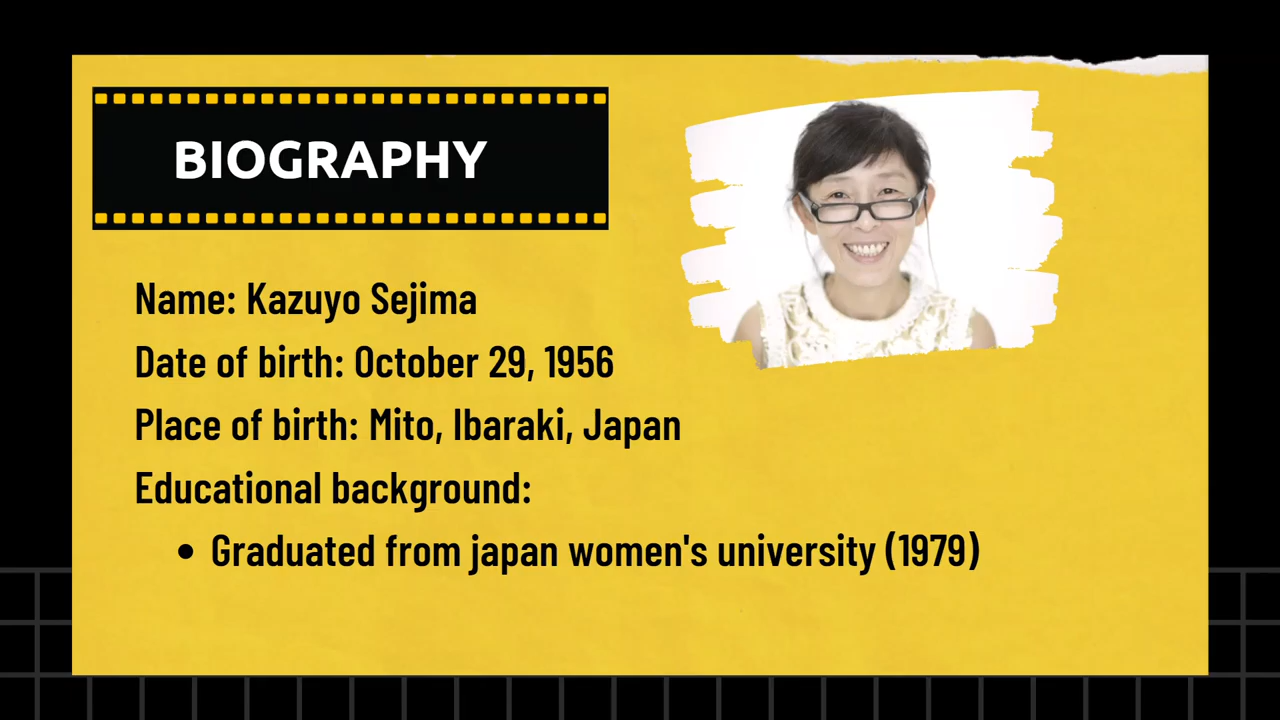 BIOGRAPHY
Name: Kazuyo Sejima
Date of birth: October 29, 1956
Place of birth: Mito, Ibaraki, Japan
Educational background:
• Graduated from japan women's university (1979)